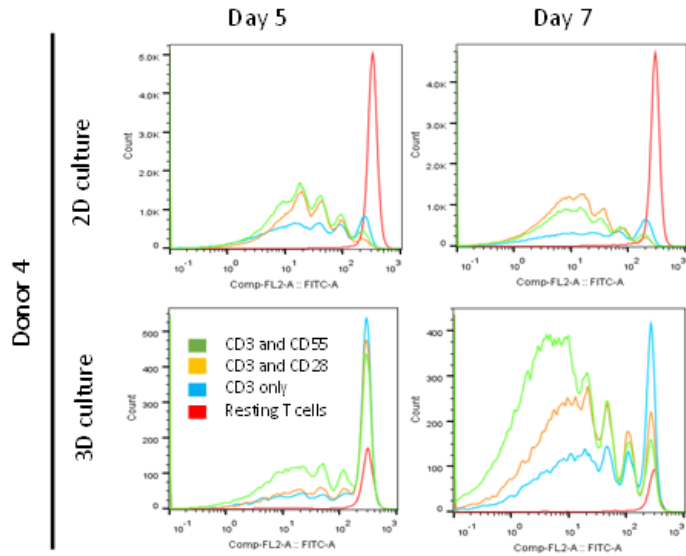 Day 5
Day 7
Donor 4
2D culture
3D culture
5.0K
4.0K
3.0K
2.0K
1.0K
0
Count
10⁻¹ 10⁰ 10¹ 10² 10³
Comp-FL2-A :: FITC-A
4.0K
3.0K
2.0K
1.0K
0
Count
10⁻¹ 10⁰ 10¹ 10² 10³
Comp-FL2-A :: FITC-A
500
400
300
200
100
0
Count
10⁻¹ 10⁰ 10¹ 10² 10³
Comp-FL2-A :: FITC-A
CD3 and CD55
CD3 and CD28
CD3 only
Resting T cells
400
300
200
100
0
Count
10⁻¹ 10⁰ 10¹ 10² 10³
Comp-FL2-A :: FITC-A